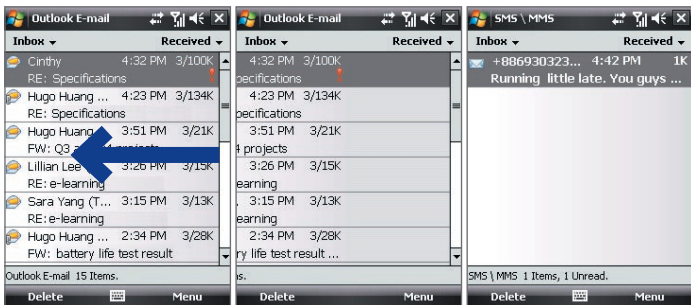 Outlook E-mail
Inbox Received
Cinthy 4:32 PM 3/100K
RE: Specifications
Hugo Huang ... 4:23 PM 3/134K
RE: Specifications
Hugo Huang 3:51 PM 3/21K
FW: Q3 projects
Lillian Lee 3:26 PM 3/15K
RE: e-learning
Sara Yang (T... 3:15 PM 3/13K
RE: e-learning
Hugo Huang ... 2:34 PM 3/28K
FW: battery life test result
Outlook E-mail 15 Items.
Delete Menu
Outlook E-mail
Inbox Received
4:32 PM 3/100K
pecifications
4:23 PM 3/134K
pecifications
3:51 PM 3/21K
4 projects
3:26 PM 3/15K
earning
. 3:15 PM 3/13K
earning
2:34 PM 3/28K
ry life test result ...
s.
Delete Menu
SMS \ MMS
Inbox Received
+886930323... 4:42 PM 1K
Running little late. You guys ...
SMS \ MMS 1 Items, 1 Unread.
Delete Menu